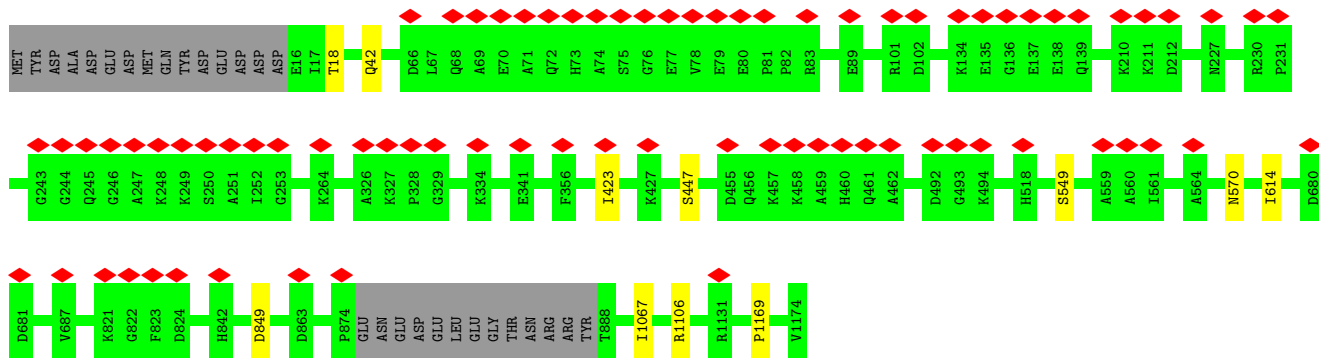 MET TYR ASP ALA ASP GLU ASP MET GLN TYR ASP GLU ASP ASP ASP E16 I17 T18 Q42 D66 L67 Q68 A69 E70 A71 Q72 H73 A74 S75 G76 E77 V78 E79 E80 P81 P82 R83 E89 R101 D102 K134 E135 G136 E137 E138 Q139 K210 K211 D212 N227 R230 P231
G243 G244 Q245 G246 A247 K248 K249 S250 A251 I252 G253 K264 A326 K327 P328 G329 K334 E341 F356 I423 K427 S447 D455 Q456 K457 K458 A459 H460 Q461 A462 D492 G493 K494 H518 S549 A559 A560 I561 A564 N570 I614 D680
D681 V687 K821 G822 F823 D824 H842 D849 D863 P874 GLU ASN GLU ASP GLU LEU GLU GLY THR ASN ARG ARG TYR T888 I1067 R1106 R1131 P1169 V1174